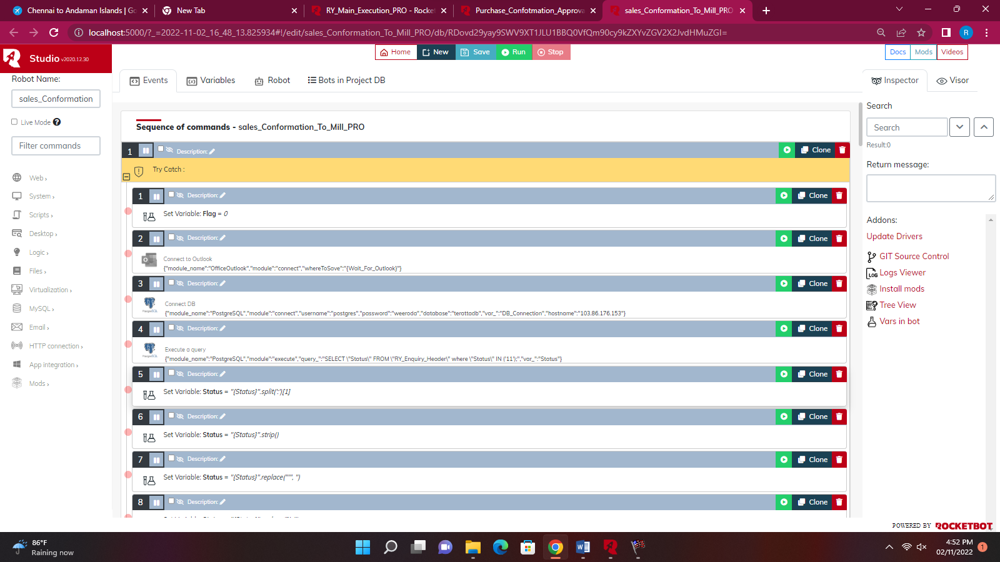 Chennai to Andaman Islands | Go
New Tab
RY_Main_Execution_PRO - Rocket
Purchase_Confotmation_Approva
sales_Conformation_To_Mill_PRO
localhost:5000/?_=2022-11-02_16_48_13.825934#!/edit/sales_Conformation_To_Mill_PRO/db/RDovd29yay9SWV9XT1JLU1BBQ0VfQm90cy9kZXYvZGV2X2JvdHMuZGI=
R
Studio v2020.12.30
Home New Save Run Stop
Docs Mods Videos
Robot Name:
sales_Conformation
Live Mode
Filter commands
Web ›
System ›
Scripts ›
Desktop ›
Logic ›
Files ›
Virtualization ›
MySQL ›
Email ›
HTTP connection ›
App integration ›
Mods ›
Events Variables Robot Bots in Project DB
Sequence of commands - sales_Conformation_To_Mill_PRO
1 Description: Clone
Try Catch :
1 Description: Clone
Set Variable: Flag = 0
2 Description: Clone
Connect to Outlook
{"module_name":"OfficeOutlook","module":"connect","whereToSave":"{Wait_For_Outlook}"}
3 Description: Clone
Connect DB
{"module_name":"PostgreSQL","module":"connect","username":"postgres","password":"weeroda","database":"terattadb","var_":"DB_Connection","hostname":"103.86.176.153"}
4 Description: Clone
Execute a query
{"module_name":"PostgreSQL","module":"execute","query_":"SELECT \"Status\" FROM \"RY_Enquiry_Header\" where \"Status\" IN ('11');","var_":"Status"}
5 Description: Clone
Set Variable: Status = "{Status}".split(':')[1]
6 Description: Clone
Set Variable: Status = "{Status}".strip()
7 Description: Clone
Set Variable: Status = "{Status}".replace("'", '')
8 Description: Clone
Inspector Visor
Search
Search
Result:0
Return message:
Addons:
Update Drivers
GIT Source Control
LOG Logs Viewer
Install mods
Tree View
Vars in bot
POWERED BY ROCKETBOT
86°F
Raining now
4:52 PM
02/11/2022
1